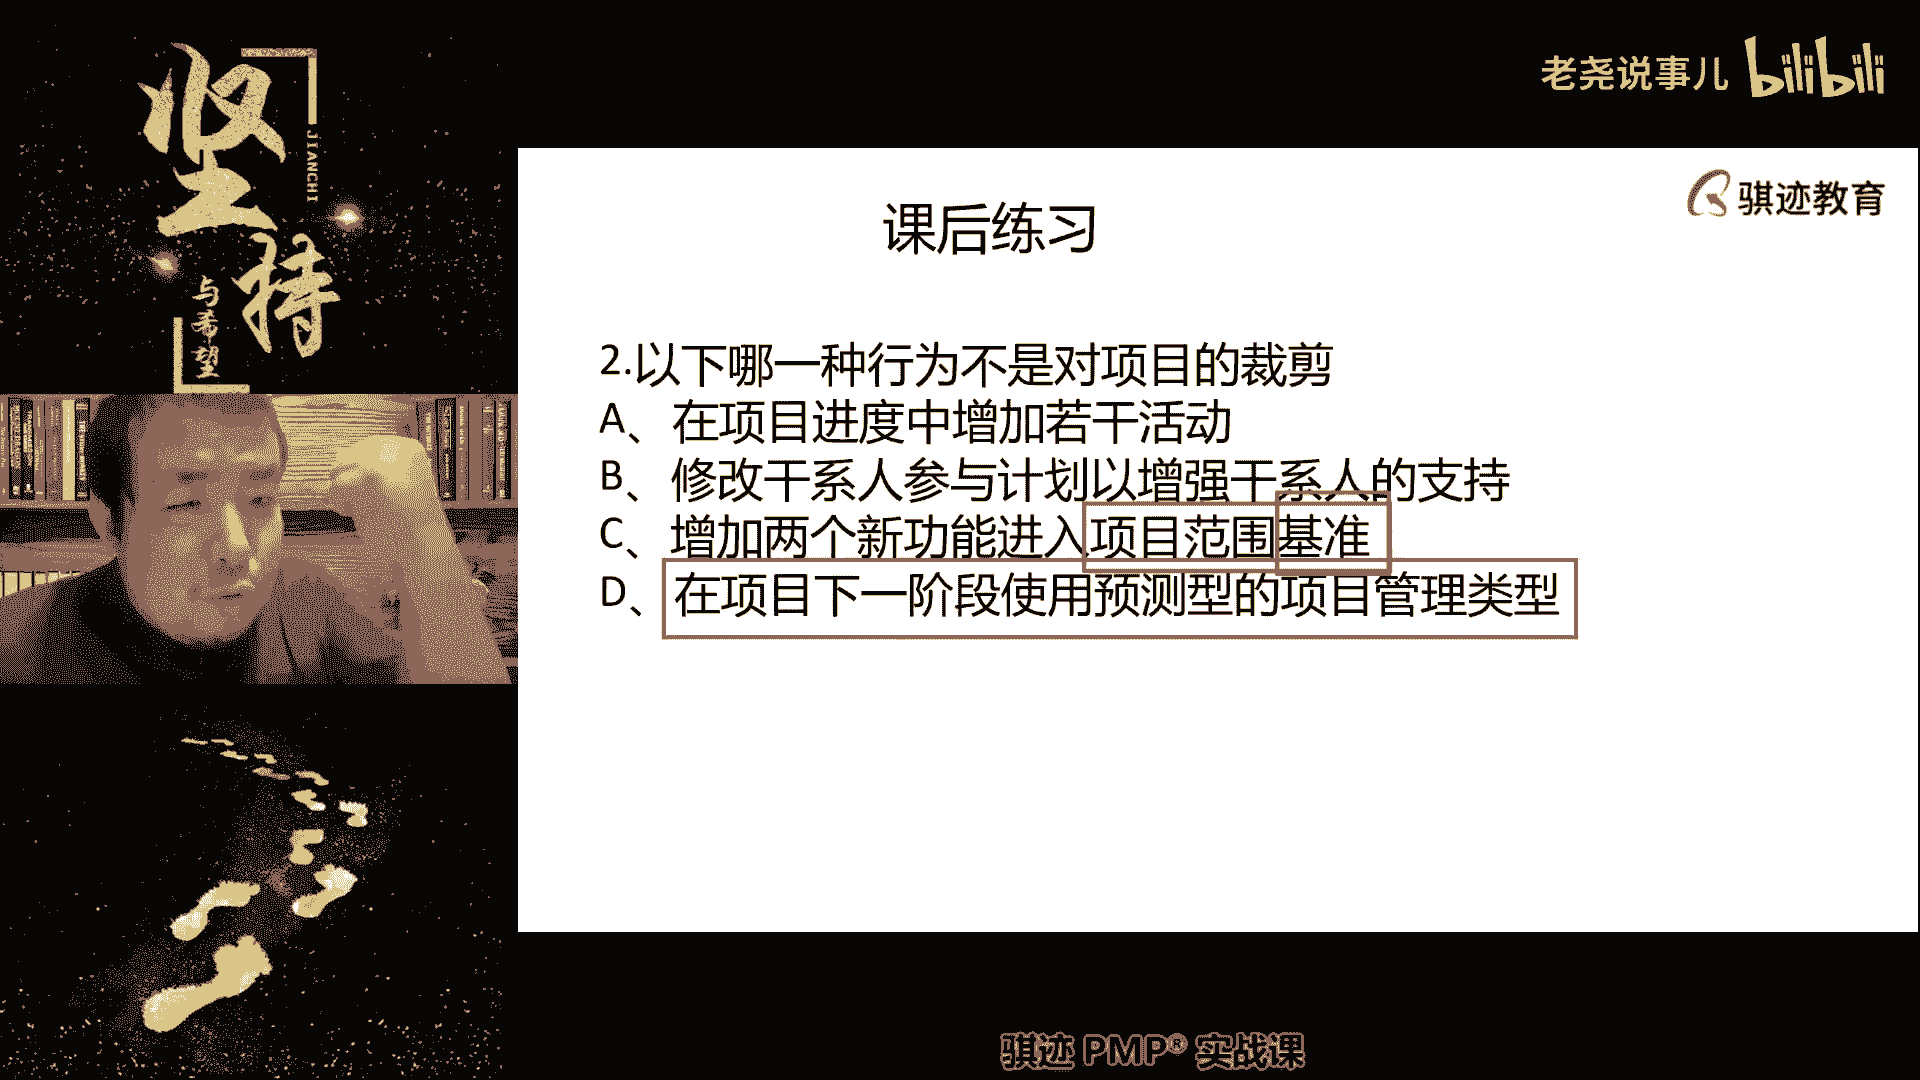 坚持
JIANCHI
与希望
老尧说事儿 bilibili
骐迹教育
课后练习
2.以下哪一种行为不是对项目的裁剪
A、在项目进度中增加若干活动
B、修改干系人参与计划以增强干系人的支持
C、增加两个新功能进入项目范围基准
D、在项目下一阶段使用预测型的项目管理类型
骐迹 PMP® 实战课